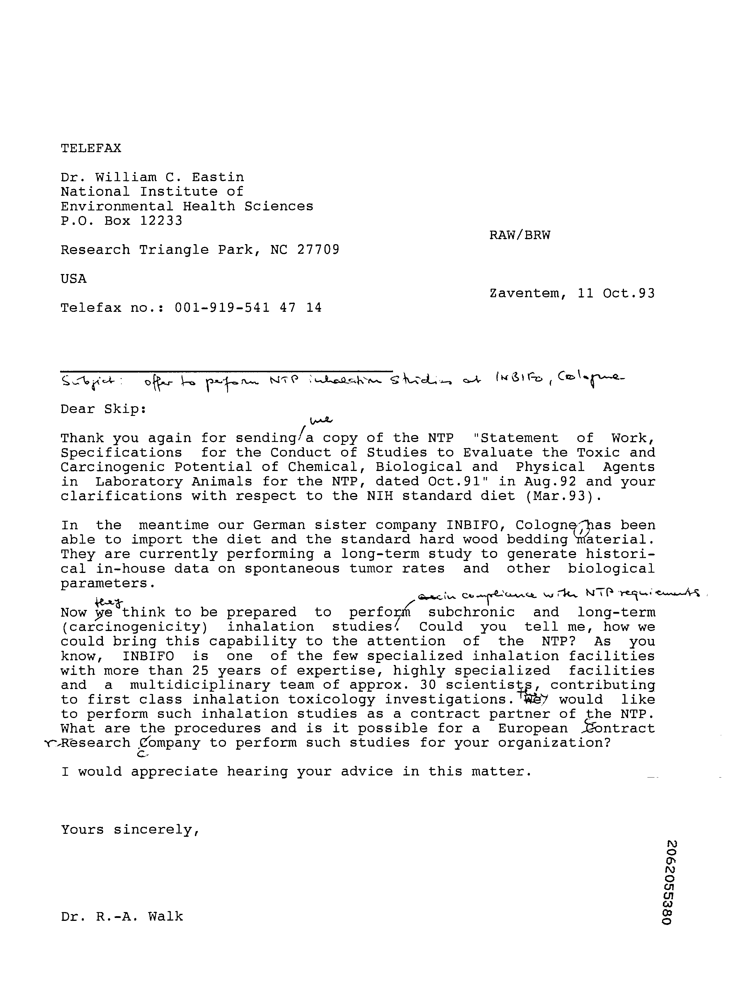 TELEFAX
Dr. William C. Eastin
National Institute of
Environmental Health Sciences
P.O. Box 12233
RAW/BRW
Research Triangle Park, NC 27709
USA
Zaventem, 11 Oct.93
Telefax no.: 001-919-541 47 14
Subject: offer to perform NTP inhalation studies at INBIFO, Cologne
Dear Skip:
me
Thank you again for sending a copy of the NTP "Statement of Work,
Specifications for the Conduct of Studies to Evaluate the Toxic and
Carcinogenic Potential of Chemical, Biological and Physical Agents
in Laboratory Animals for the NTP, dated Oct.91" in Aug.92 and your
clarifications with respect to the NIH standard diet (Mar.93).
In the meantime our German sister company INBIFO, Cologne, has been
able to import the diet and the standard hard wood bedding material.
They are currently performing a long-term study to generate histori-
cal in-house data on spontaneous tumor rates and other biological
parameters.
they in compliance with NTP requirements.
Now we think to be prepared to perform subchronic and long-term
(carcinogenicity) inhalation studies. Could you tell me, how we
could bring this capability to the attention of the NTP? As you
know, INBIFO is one of the few specialized inhalation facilities
with more than 25 years of expertise, highly specialized facilities
and a multidiciplinary team of approx. 30 scientists, contributing
to first class inhalation toxicology investigations. They would like
to perform such inhalation studies as a contract partner of the NTP.
What are the procedures and is it possible for a European Contract
r Research Company to perform such studies for your organization?
c
I would appreciate hearing your advice in this matter.
Yours sincerely,
Dr. R.-A. Walk
2062055380